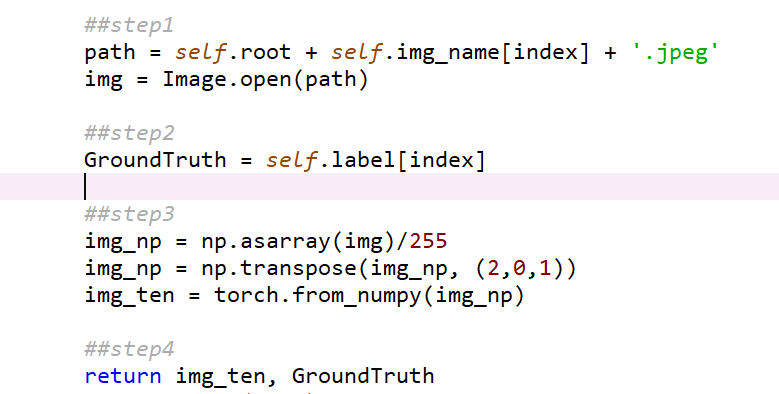 ##step1
path = self.root + self.img_name[index] + '.jpeg'
img = Image.open(path)
##step2
GroundTruth = self.label[index]
##step3
img_np = np.asarray(img)/255
img_np = np.transpose(img_np, (2,0,1))
img_ten = torch.from_numpy(img_np)
##step4
return img_ten, GroundTruth